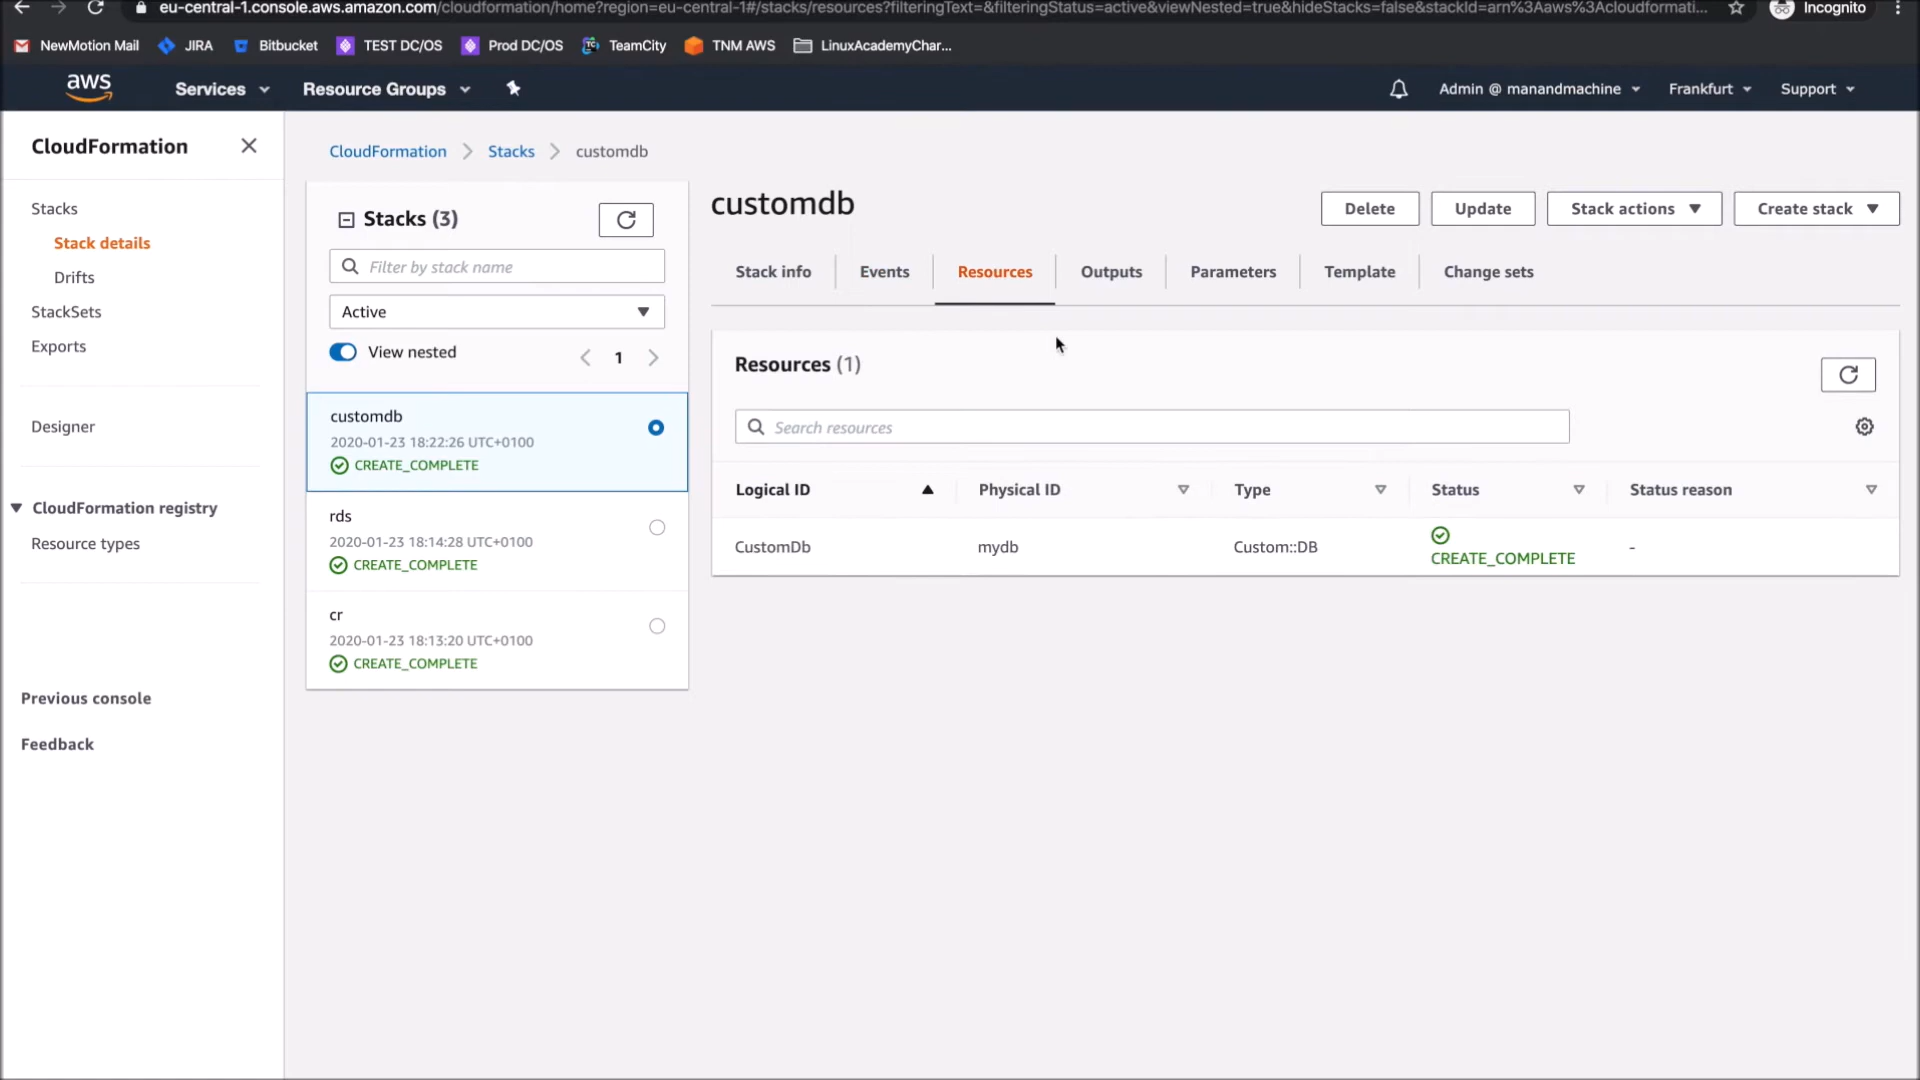 eu-central-1.console.aws.amazon.com/cloudformation/home?region=eu-central-1#/stacks/resources?filteringText=&filteringStatus=active&viewNested=true&hideStacks=false&stackId=arn%3Aaws%3Acloudformati...
Incognito
NewMotion Mail JIRA Bitbucket TEST DC/OS Prod DC/OS TeamCity TNM AWS LinuxAcademyChar...
aws Services Resource Groups Admin @ manandmachine Frankfurt Support
CloudFormation
Stacks
Stack details
Drifts
StackSets
Exports
Designer
CloudFormation registry
Resource types
Previous console
Feedback
CloudFormation > Stacks > customdb
Stacks (3)
Filter by stack name
Active
View nested
1
customdb
2020-01-23 18:22:26 UTC+0100
CREATE_COMPLETE
rds
2020-01-23 18:14:28 UTC+0100
CREATE_COMPLETE
cr
2020-01-23 18:13:20 UTC+0100
CREATE_COMPLETE
customdb
Delete Update Stack actions Create stack
Stack info Events Resources Outputs Parameters Template Change sets
Resources (1)
Search resources
Logical ID Physical ID Type Status Status reason
CustomDb mydb Custom::DB CREATE_COMPLETE -